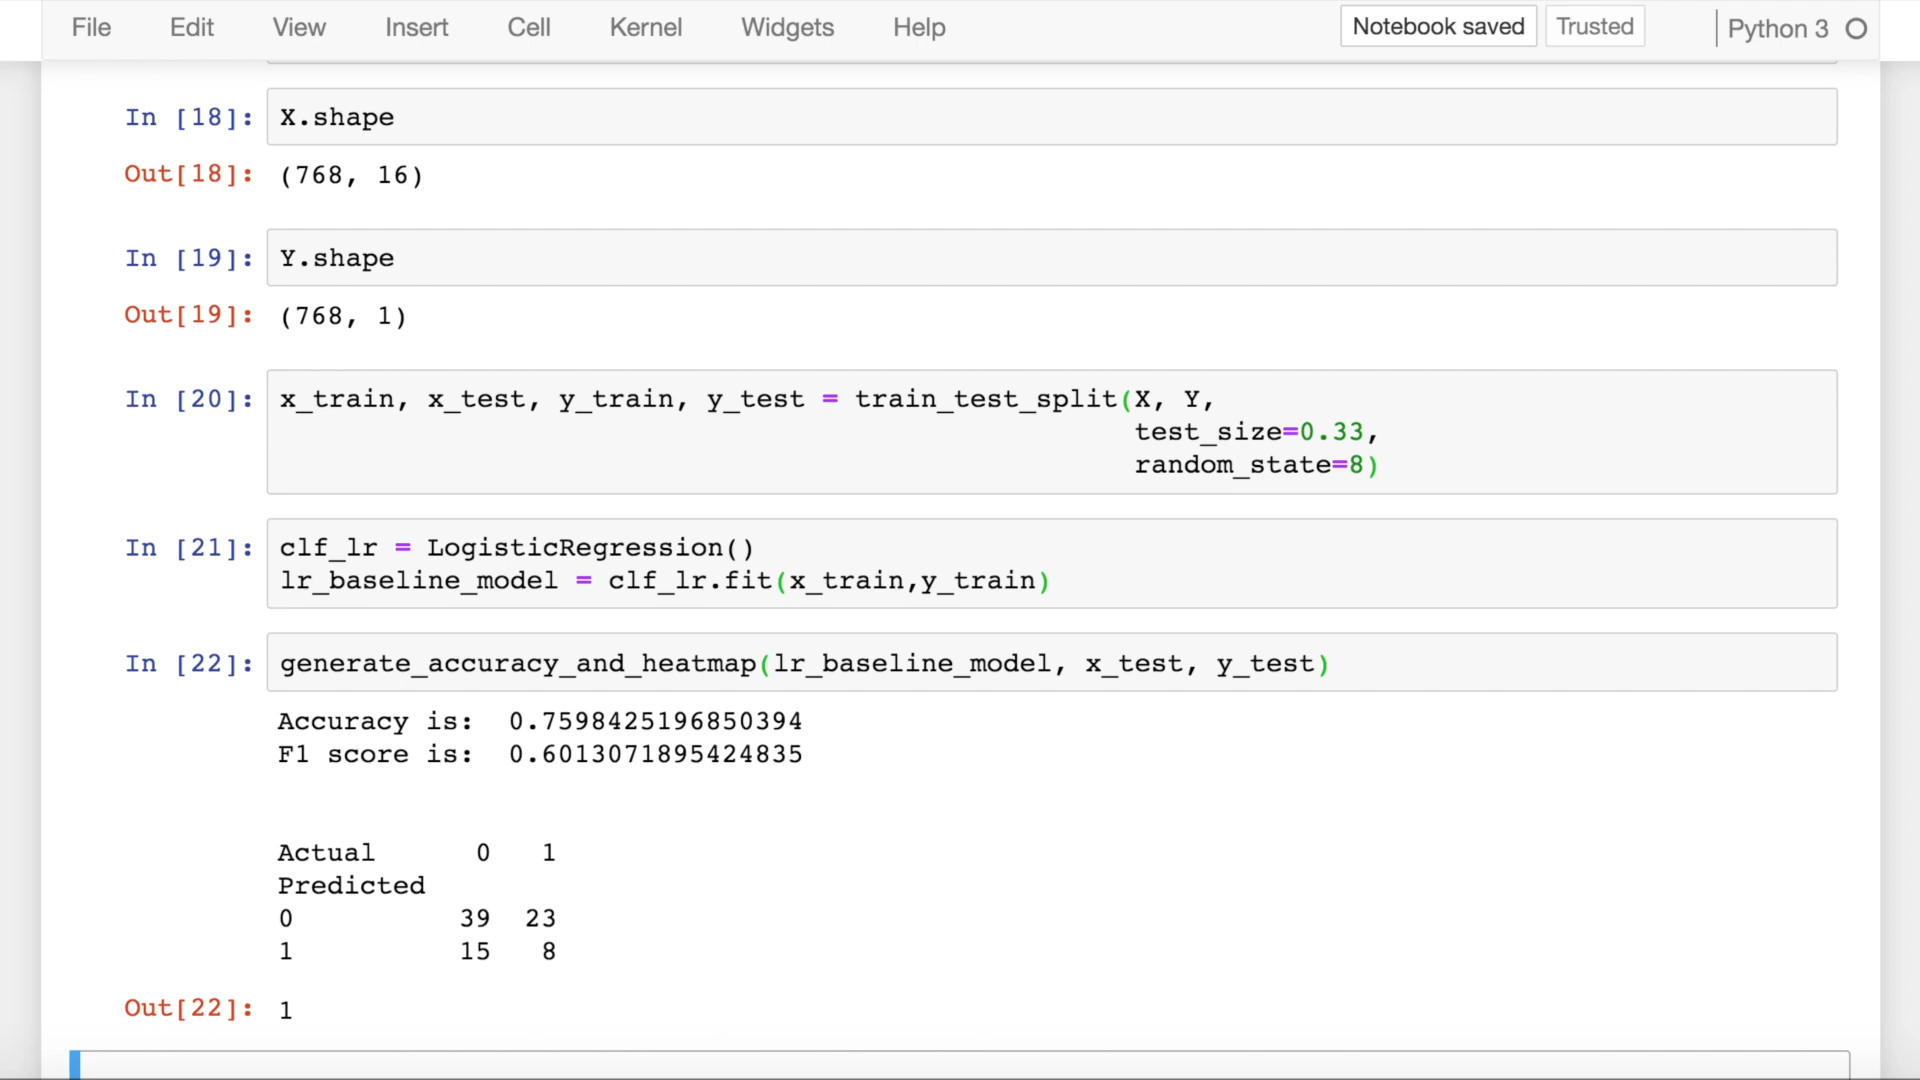 File Edit View Insert Cell Kernel Widgets Help Notebook saved Trusted Python 3
In [18]: X.shape
Out[18]: (768, 16)
In [19]: Y.shape
Out[19]: (768, 1)
In [20]: x_train, x_test, y_train, y_test = train_test_split(X, Y,
test_size=0.33,
random_state=8)
In [21]: clf_lr = LogisticRegression()
lr_baseline_model = clf_lr.fit(x_train,y_train)
In [22]: generate_accuracy_and_heatmap(lr_baseline_model, x_test, y_test)
Accuracy is: 0.7598425196850394
F1 score is: 0.6013071895424835
Actual 0 1
Predicted
0 39 23
1 15 8
Out[22]: 1